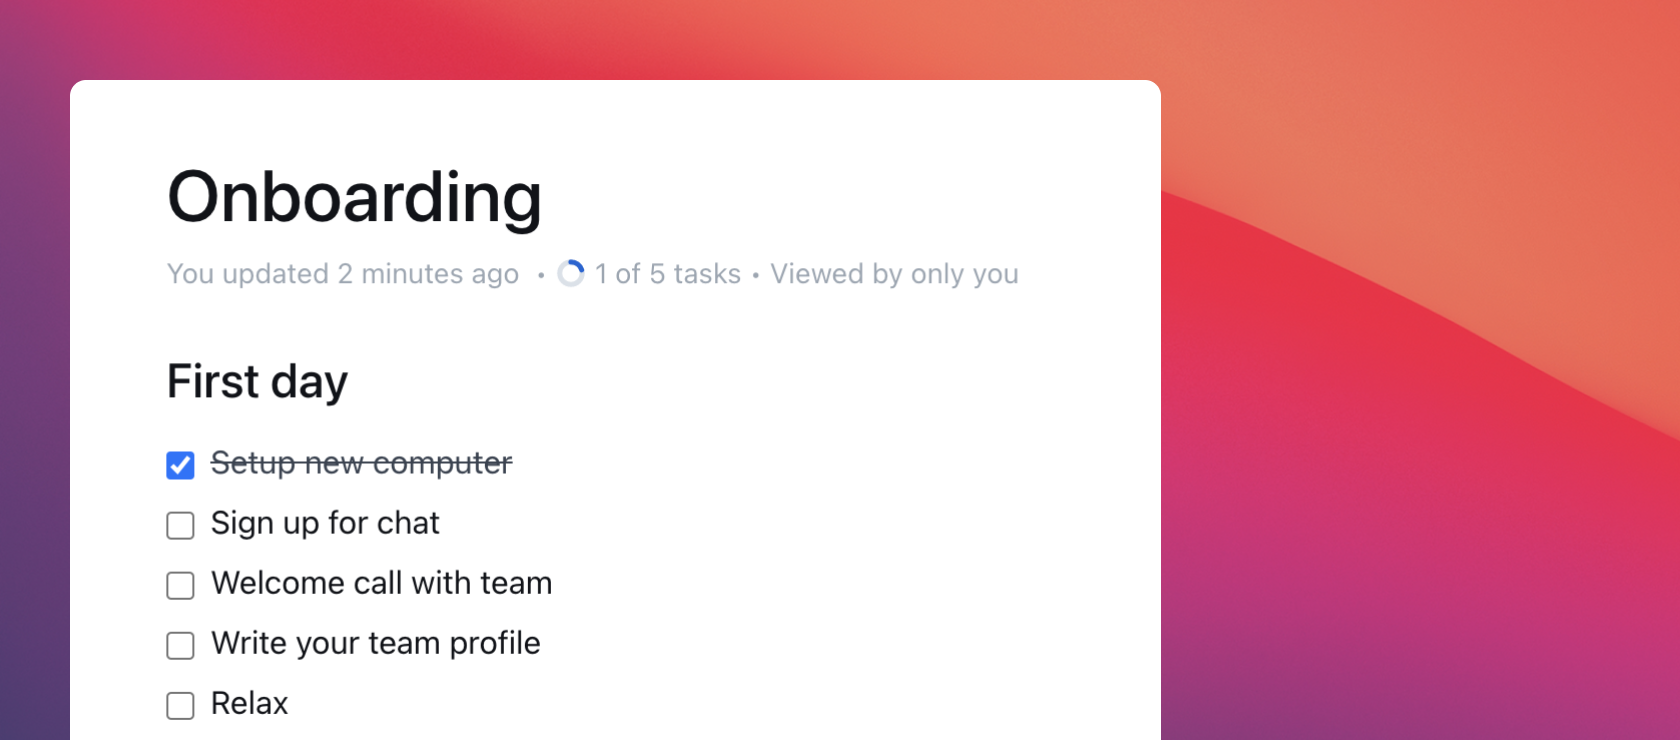 Onboarding
You updated 2 minutes ago • 1 of 5 tasks • Viewed by only you
First day
Setup new computer
Sign up for chat
Welcome call with team
Write your team profile
Relax